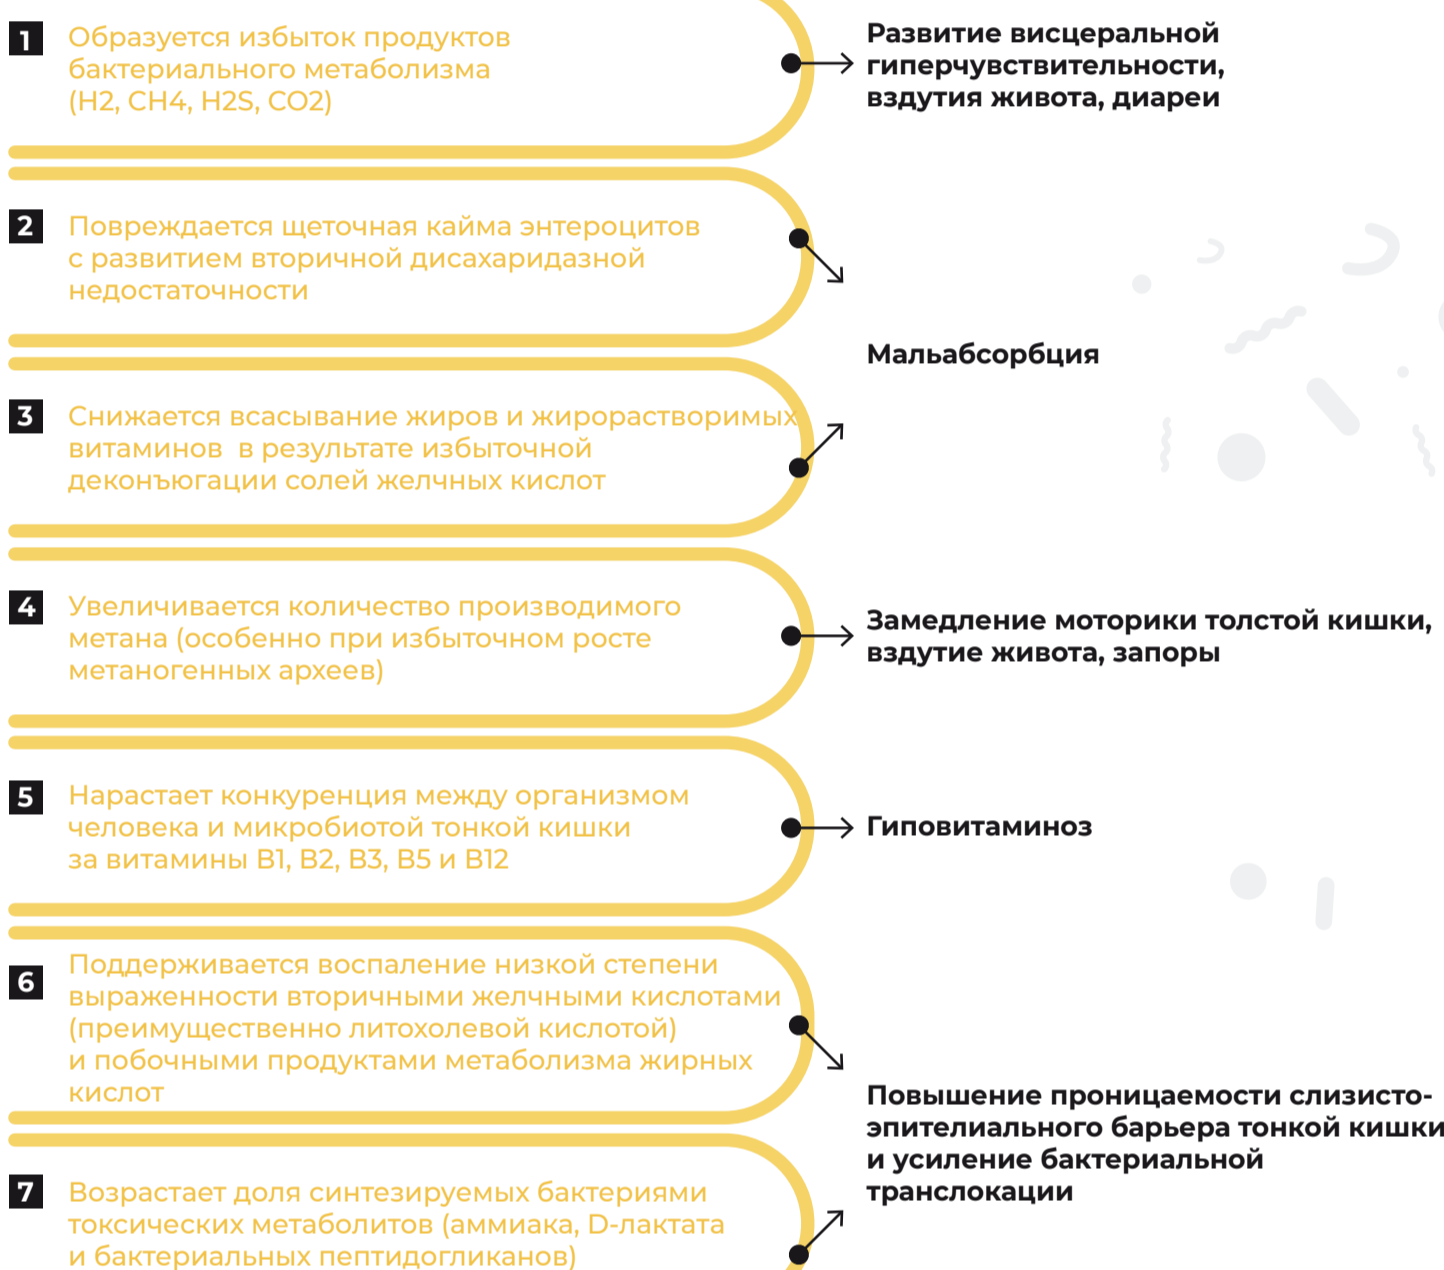 1
Образуется избыток продуктов
бактериального метаболизма
(H2, CH4, H2S, CO2)
Развитие висцеральной
гиперчувствительности,
вздутия живота, диареи
2
Повреждается щеточная кайма энтероцитов
с развитием вторичной дисахаридазной
недостаточности
Мальабсорбция
3
Снижается всасывание жиров и жирорастворимых
витаминов в результате избыточной
деконъюгации солей желчных кислот
4
Увеличивается количество производимого
метана (особенно при избыточном росте
метаногенных археев)
Замедление моторики толстой кишки,
вздутие живота, запоры
5
Нарастает конкуренция между организмом
человека и микробиотой тонкой кишки
за витамины B1, B2, B3, B5 и B12
Гиповитаминоз
6
Поддерживается воспаление низкой степени
выраженности вторичными желчными кислотами
(преимущественно литохолевой кислотой)
и побочными продуктами метаболизма жирных
кислот
Повышение проницаемости слизисто-
эпителиального барьера тонкой кишки
и усиление бактериальной
транслокации
7
Возрастает доля синтезируемых бактериями
токсических метаболитов (аммиака, D-лактата
и бактериальных пептидогликанов)